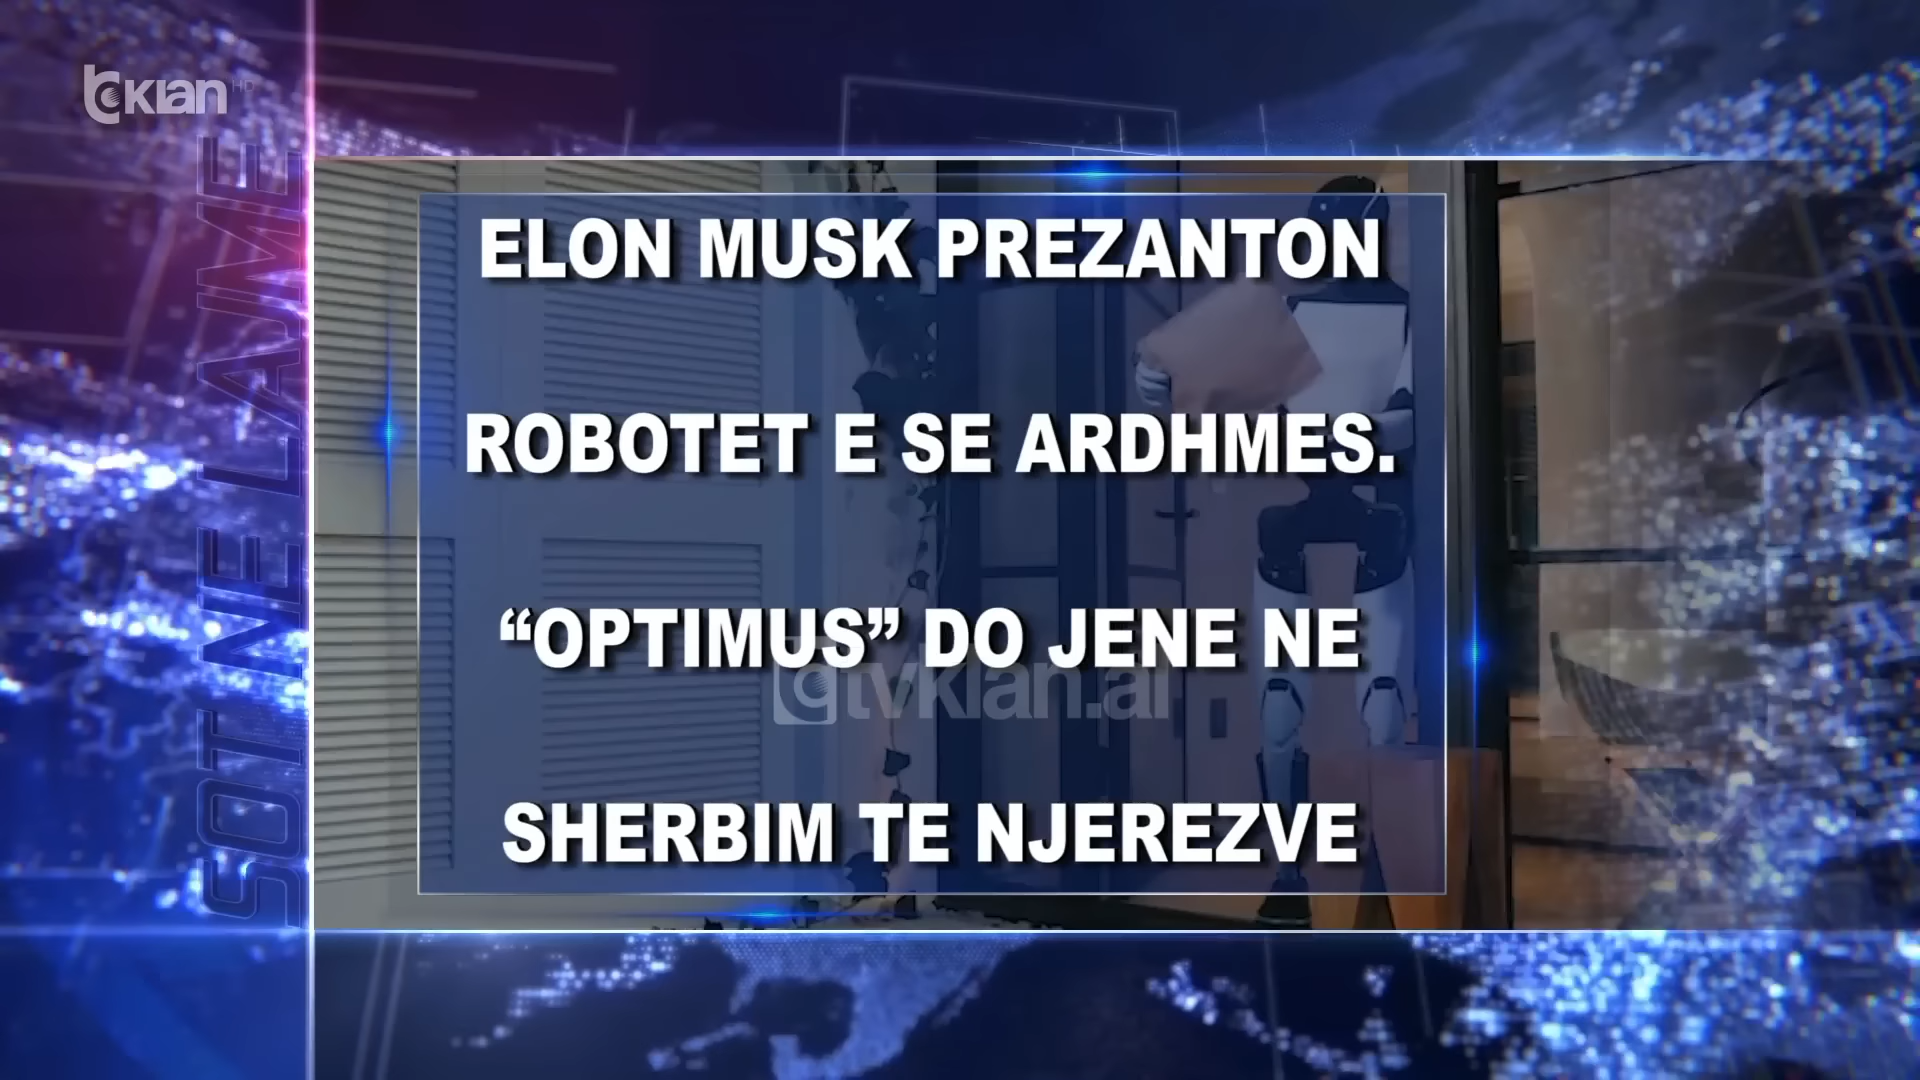 tvklan HD
SOT NE LAJME
ELON MUSK PREZANTON
ROBOTET E SE ARDHMES.
“OPTIMUS” DO JENE NE
tvklan.al
SHERBIM TE NJEREZVE